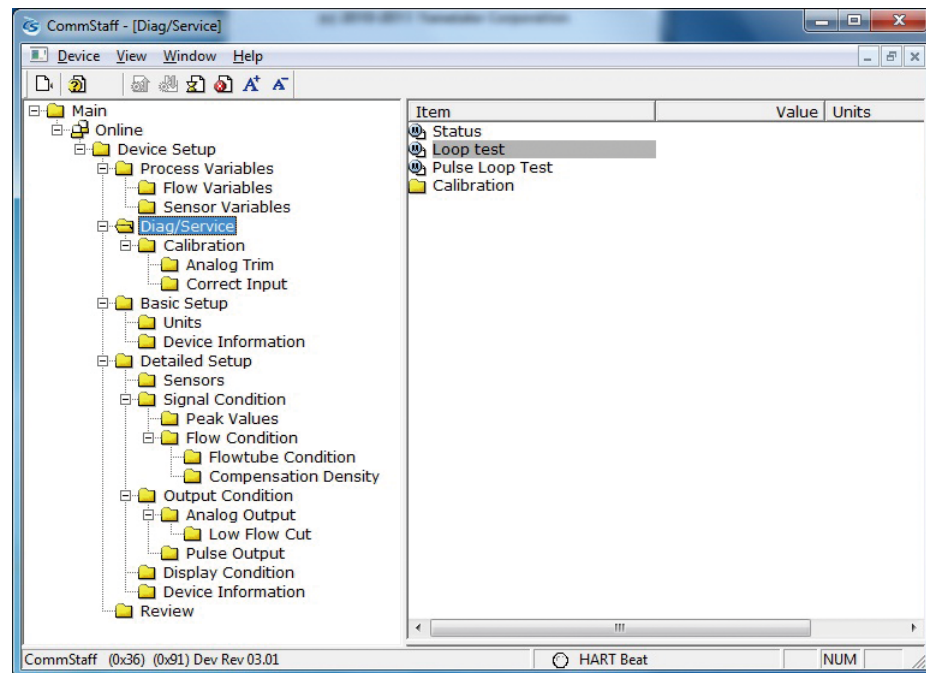 CommStaff - [Diag/Service]
Device View Window Help
Main
Online
Device Setup
Process Variables
Flow Variables
Sensor Variables
Diag/Service
Calibration
Analog Trim
Correct Input
Basic Setup
Units
Device Information
Detailed Setup
Sensors
Signal Condition
Peak Values
Flow Condition
Flowtube Condition
Compensation Density
Output Condition
Analog Output
Low Flow Cut
Pulse Output
Display Condition
Device Information
Review
Item Value Units
Status
Loop test
Pulse Loop Test
Calibration
CommStaff (0x36) (0x91) Dev Rev 03.01 HART Beat NUM